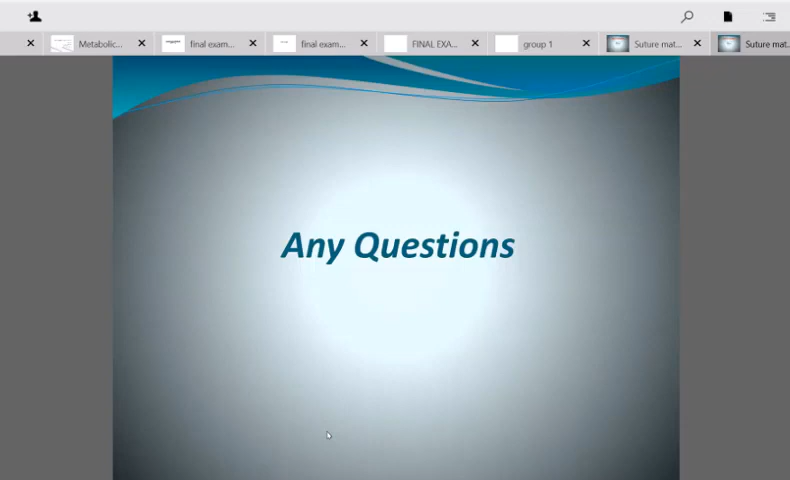 Metabolic...
final exam...
final exam...
FINAL EXA...
group 1
Suture mat...
Suture mat...
Any Questions